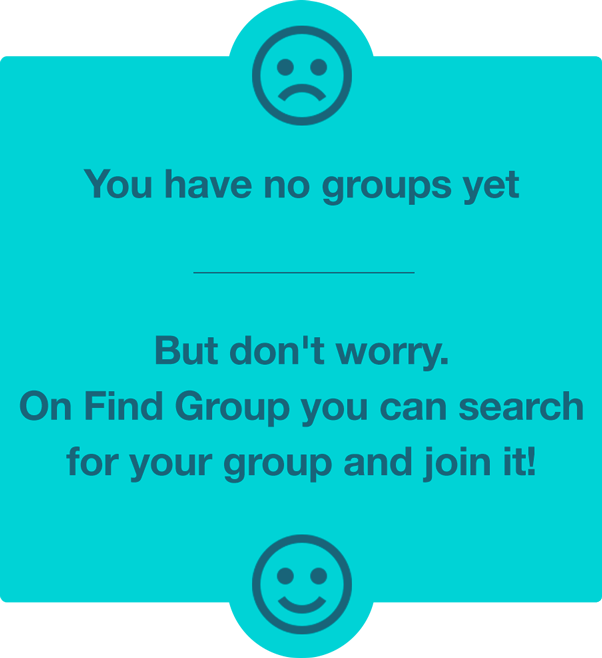 You have no groups yet
But don't worry.
On Find Group you can search
for your group and join it!